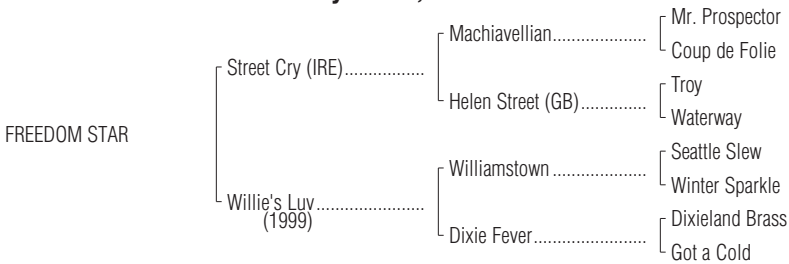 Mr. Prospector
Machiavellian....................
Coup de Folie
Street Cry (IRE).................
Troy
Helen Street (GB)..............
Waterway
FREEDOM STAR
Seattle Slew
Williamstown ....................
Winter Sparkle
Willie's Luv.......................
(1999)
Dixieland Brass
Dixie Fever........................
Got a Cold